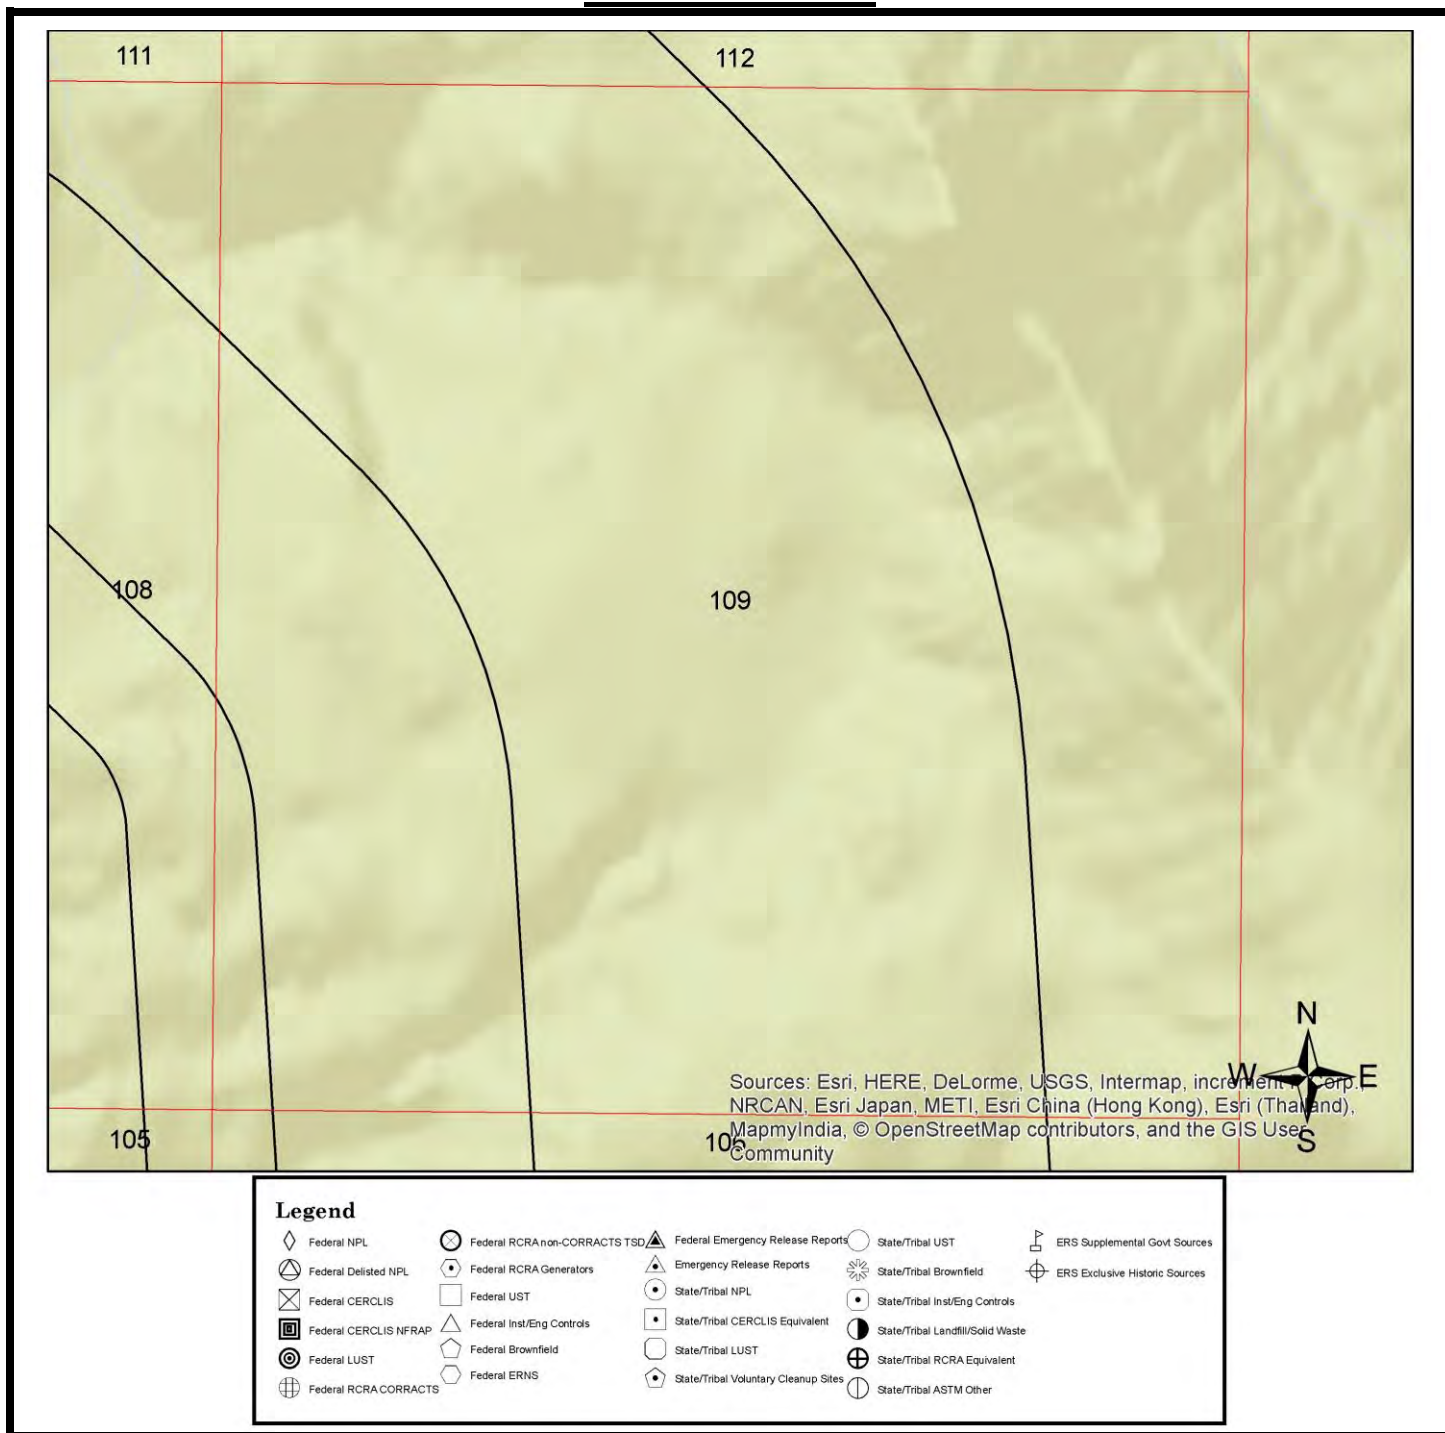 111
112
108
109
Sources: Esri, HERE, DeLorme, USGS, Intermap, increment P Corp.,
NRCAN, Esri Japan, METI, Esri China (Hong Kong), Esri (Thailand),
MapmyIndia, © OpenStreetMap contributors, and the GIS User
Community
N
W
E
S
105
106
Legend
Federal NPL
Federal Delisted NPL
Federal CERCLIS
Federal CERCLIS NFRAP
Federal LUST
Federal RCRA CORRACTS
Federal RCRA non-CORRACTS TSD
Federal RCRA Generators
Federal UST
Federal Inst/Eng Controls
Federal Brownfield
Federal ERNS
Federal Emergency Release Reports
Emergency Release Reports
State/Tribal NPL
State/Tribal CERCLIS Equivalent
State/Tribal LUST
State/Tribal Voluntary Cleanup Sites
State/Tribal UST
State/Tribal Brownfield
State/Tribal Inst/Eng Controls
State/Tribal Landfill/Solid Waste
State/Tribal RCRA Equivalent
State/Tribal ASTM Other
ERS Supplemental Govt Sources
ERS Exclusive Historic Sources